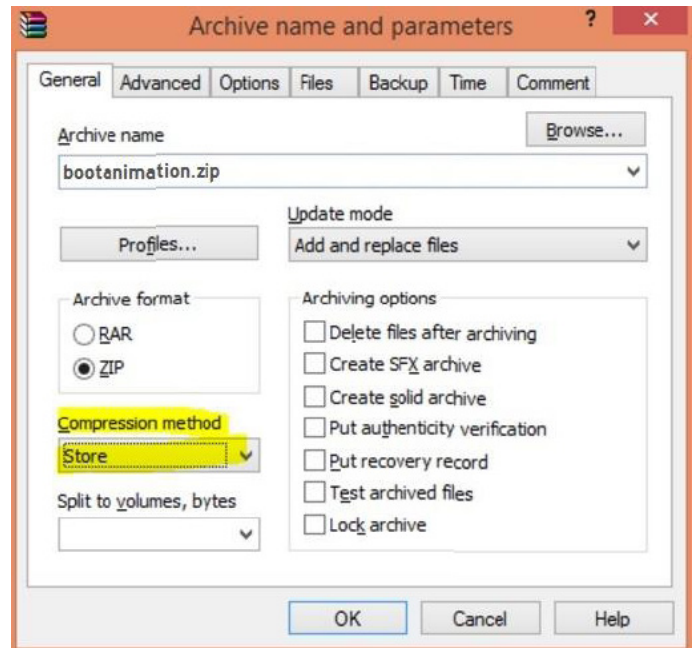 Archive name and parameters ? ×
General Advanced Options Files Backup Time Comment
Archive name
Browse...
bootanimation.zip
Update mode
Profiles...
Add and replace files
Archive format
RAR
ZIP
Archiving options
Delete files after archiving
Create SFX archive
Create solid archive
Put authenticity verification
Put recovery record
Test archived files
Lock archive
Compression method
Store
Split to volumes, bytes
OK Cancel Help